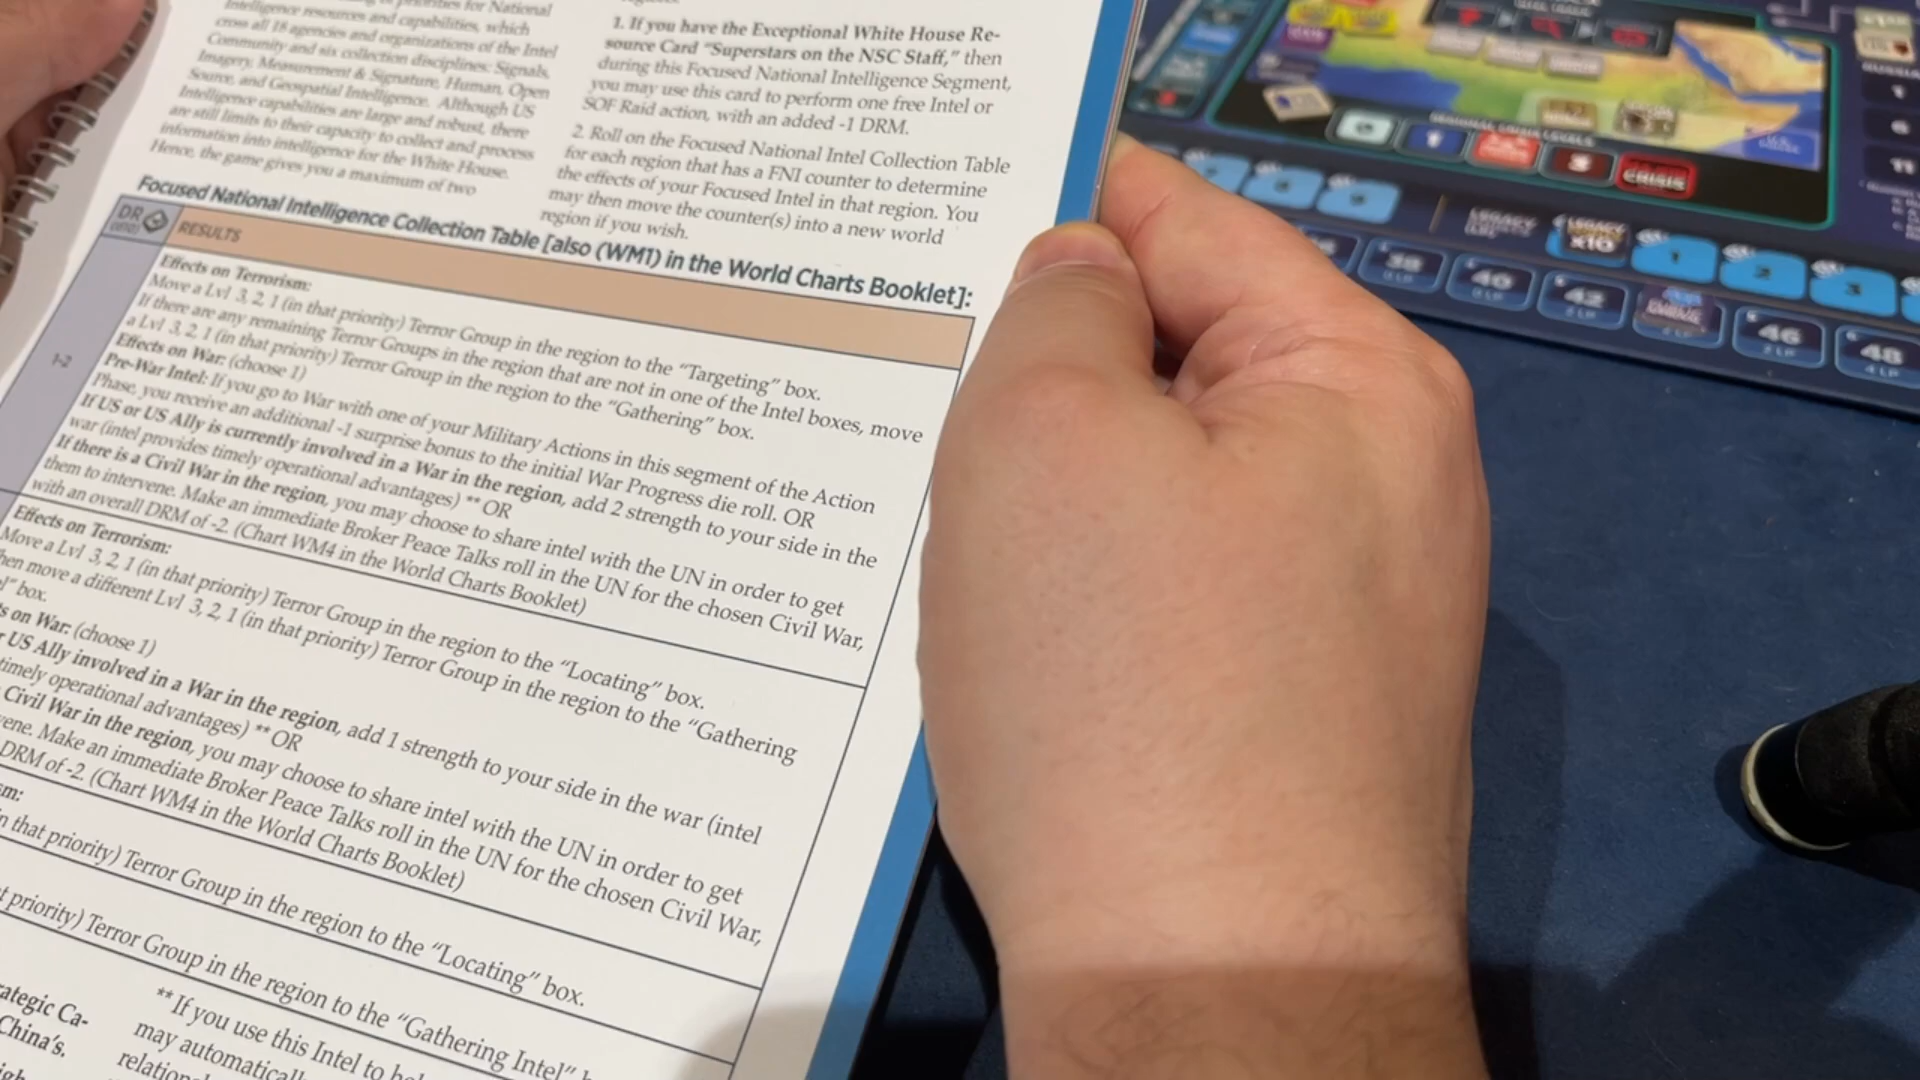 priorities for National
Intelligence resources and capabilities, which
cross all 18 agencies and organizations of the Intel
Community and six collection disciplines: Signals,
Imagery, Measurement & Signature, Human, Open
Source, and Geospatial Intelligence. Although US
Intelligence capabilities are large and robust, there
are still limits to their capacity to collect and process
information into intelligence for the White House.
Hence, the game gives you a maximum of two
1. If you have the Exceptional White House Re-
source Card "Superstars on the NSC Staff," then
during this Focused National Intelligence Segment,
you may use this card to perform one free Intel or
SOF Raid action, with an added -1 DRM.
2. Roll on the Focused National Intel Collection Table
for each region that has a FNI counter to determine
the effects of your Focused Intel in that region. You
may then move the counter(s) into a new world
region if you wish.
Focused National Intelligence Collection Table [also (WM1) in the World Charts Booklet]:
DR
RESULTS
1-2
Effects on Terrorism:
Move a Lvl 3, 2, 1 (in that priority) Terror Group in the region to the "Targeting" box.
If there are any remaining Terror Groups in the region that are not in one of the Intel boxes, move
a Lvl 3, 2, 1 (in that priority) Terror Group in the region to the "Gathering" box.
Effects on War: (choose 1)
Pre-War Intel: If you go to War with one of your Military Actions in this segment of the Action
Phase, you receive an additional -1 surprise bonus to the initial War Progress die roll. OR
If US or US Ally is currently involved in a War in the region, add 2 strength to your side in the
war (intel provides timely operational advantages) ** OR
If there is a Civil War in the region, you may choose to share intel with the UN in order to get
them to intervene. Make an immediate Broker Peace Talks roll in the UN for the chosen Civil War,
with an overall DRM of -2. (Chart WM4 in the World Charts Booklet)
Effects on Terrorism:
Move a Lvl 3, 2, 1 (in that priority) Terror Group in the region to the "Locating" box.
hen move a different Lvl 3, 2, 1 (in that priority) Terror Group in the region to the "Gathering
l" box.
ts on War: (choose 1)
r US Ally involved in a War in the region, add 1 strength to your side in the war (intel
timely operational advantages) ** OR
Civil War in the region, you may choose to share intel with the UN in order to get
vene. Make an immediate Broker Peace Talks roll in the UN for the chosen Civil War,
DRM of -2. (Chart WM4 in the World Charts Booklet)
sm:
n that priority) Terror Group in the region to the "Locating" box.
t priority) Terror Group in the region to the "Gathering Intel" b
rategic Ca-
China's.
** If you use this Intel to hel
may automaticall
relation
CRISIS
LEGACY
X10
1
2
3
38
40
42
46
48